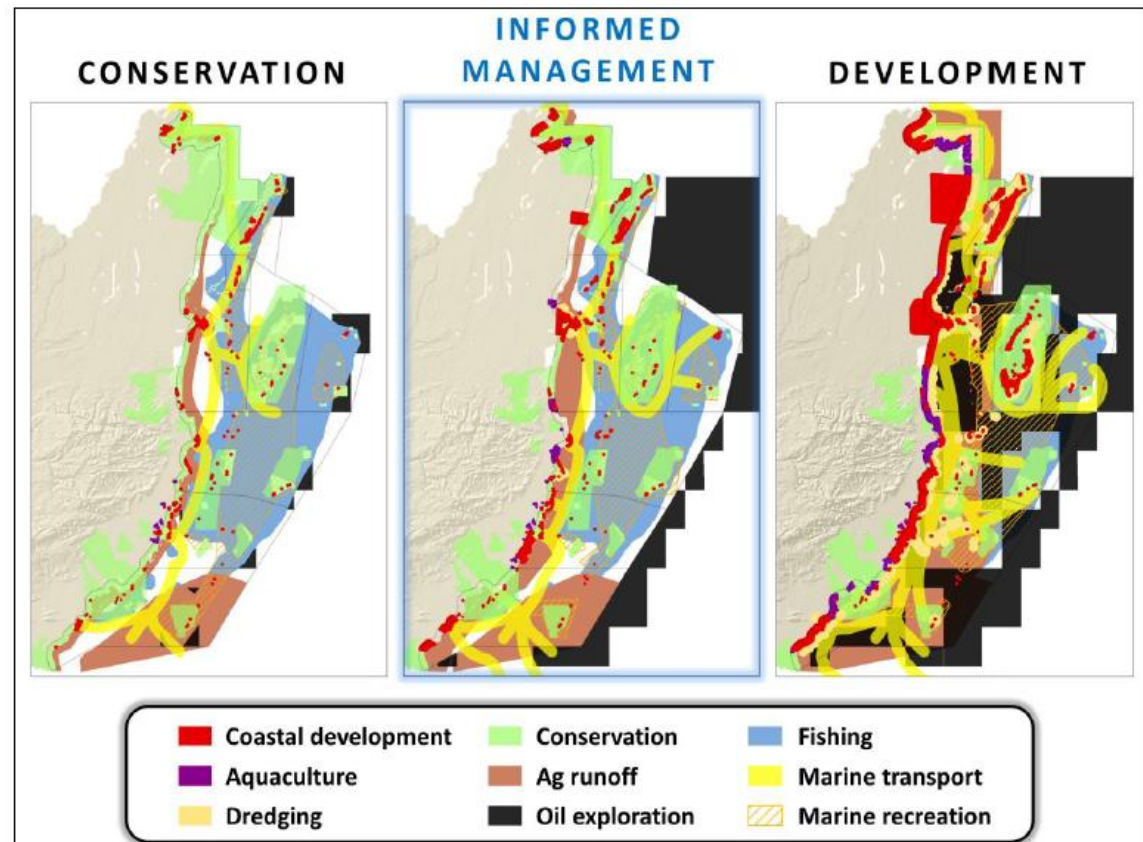 CONSERVATION
INFORMED
MANAGEMENT
DEVELOPMENT
Coastal development
Conservation
Fishing
Aquaculture
Ag runoff
Marine transport
Dredging
Oil exploration
Marine recreation